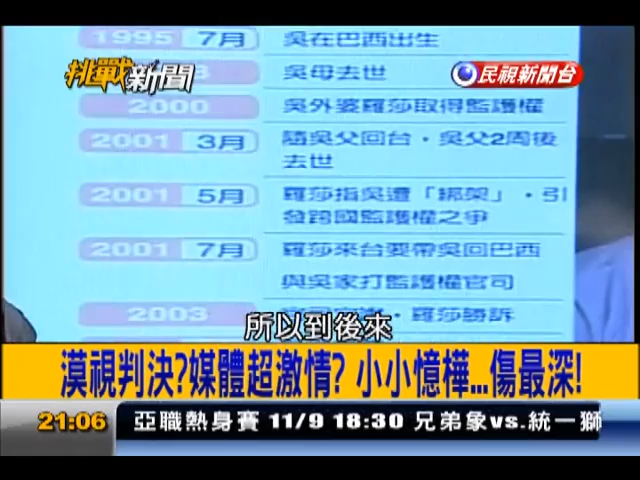 1995 7月 吳在巴西出生
挑戰新聞
吳母去世
民視新聞台
2000 吳外婆羅莎取得監護權
2001 3月 隨吳父回台,吳父2周後
去世
2001 5月 羅莎指吳遭「綁架」,引
發跨國監護權之爭
2001 7月 羅莎來台要帶吳回巴西
與吳家打監護權官司
2003 羅莎勝訴
所以到後來
漠視判決?媒體超激情? 小小憶樺...傷最深!
21:06 亞職熱身賽 11/9 18:30 兄弟象vs.統一獅